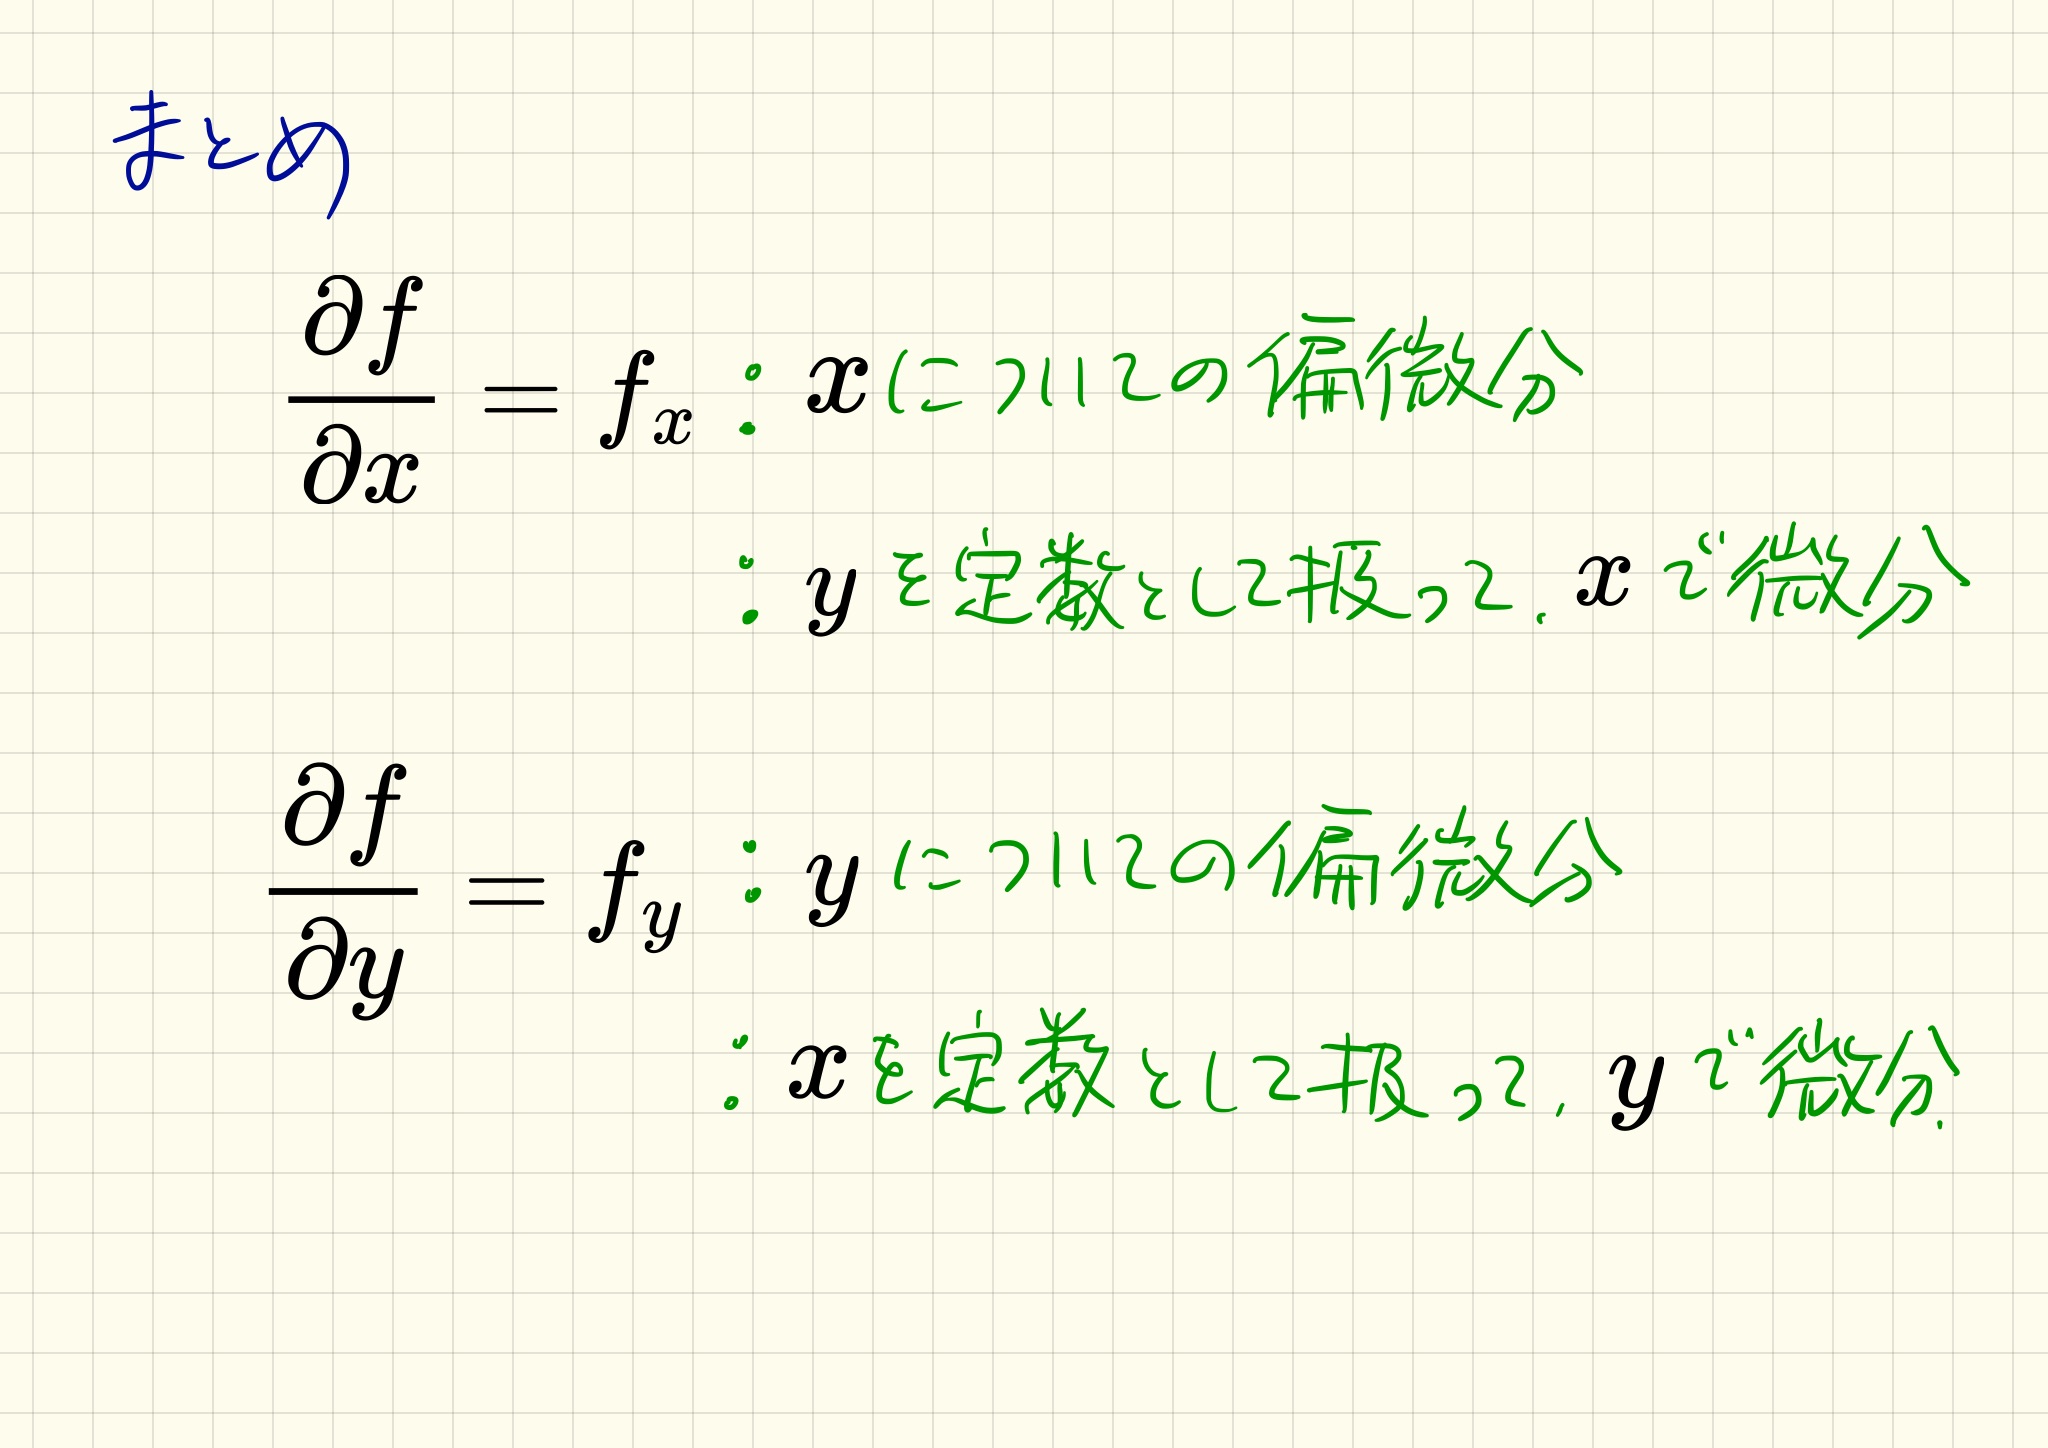 まとめ
∂f/∂x = f_x : xについての偏微分
: yを定数として扱って, xで微分
∂f/∂y = f_y : yについての偏微分
: xを定数として扱って, yで微分.